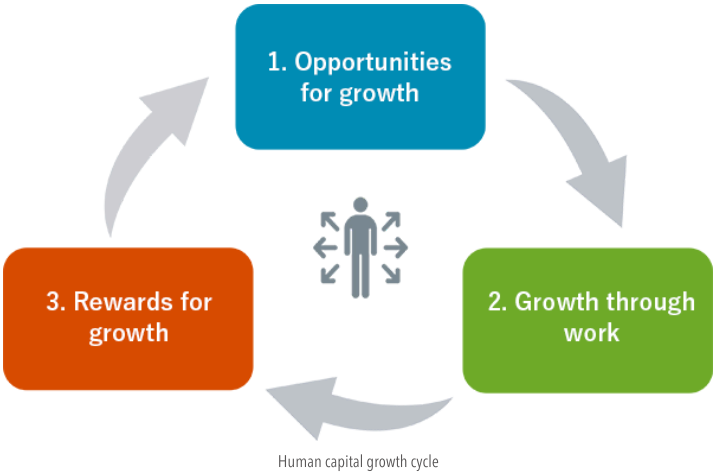 1. Opportunities
for growth
3. Rewards for
growth
2. Growth through
work
Human capital growth cycle